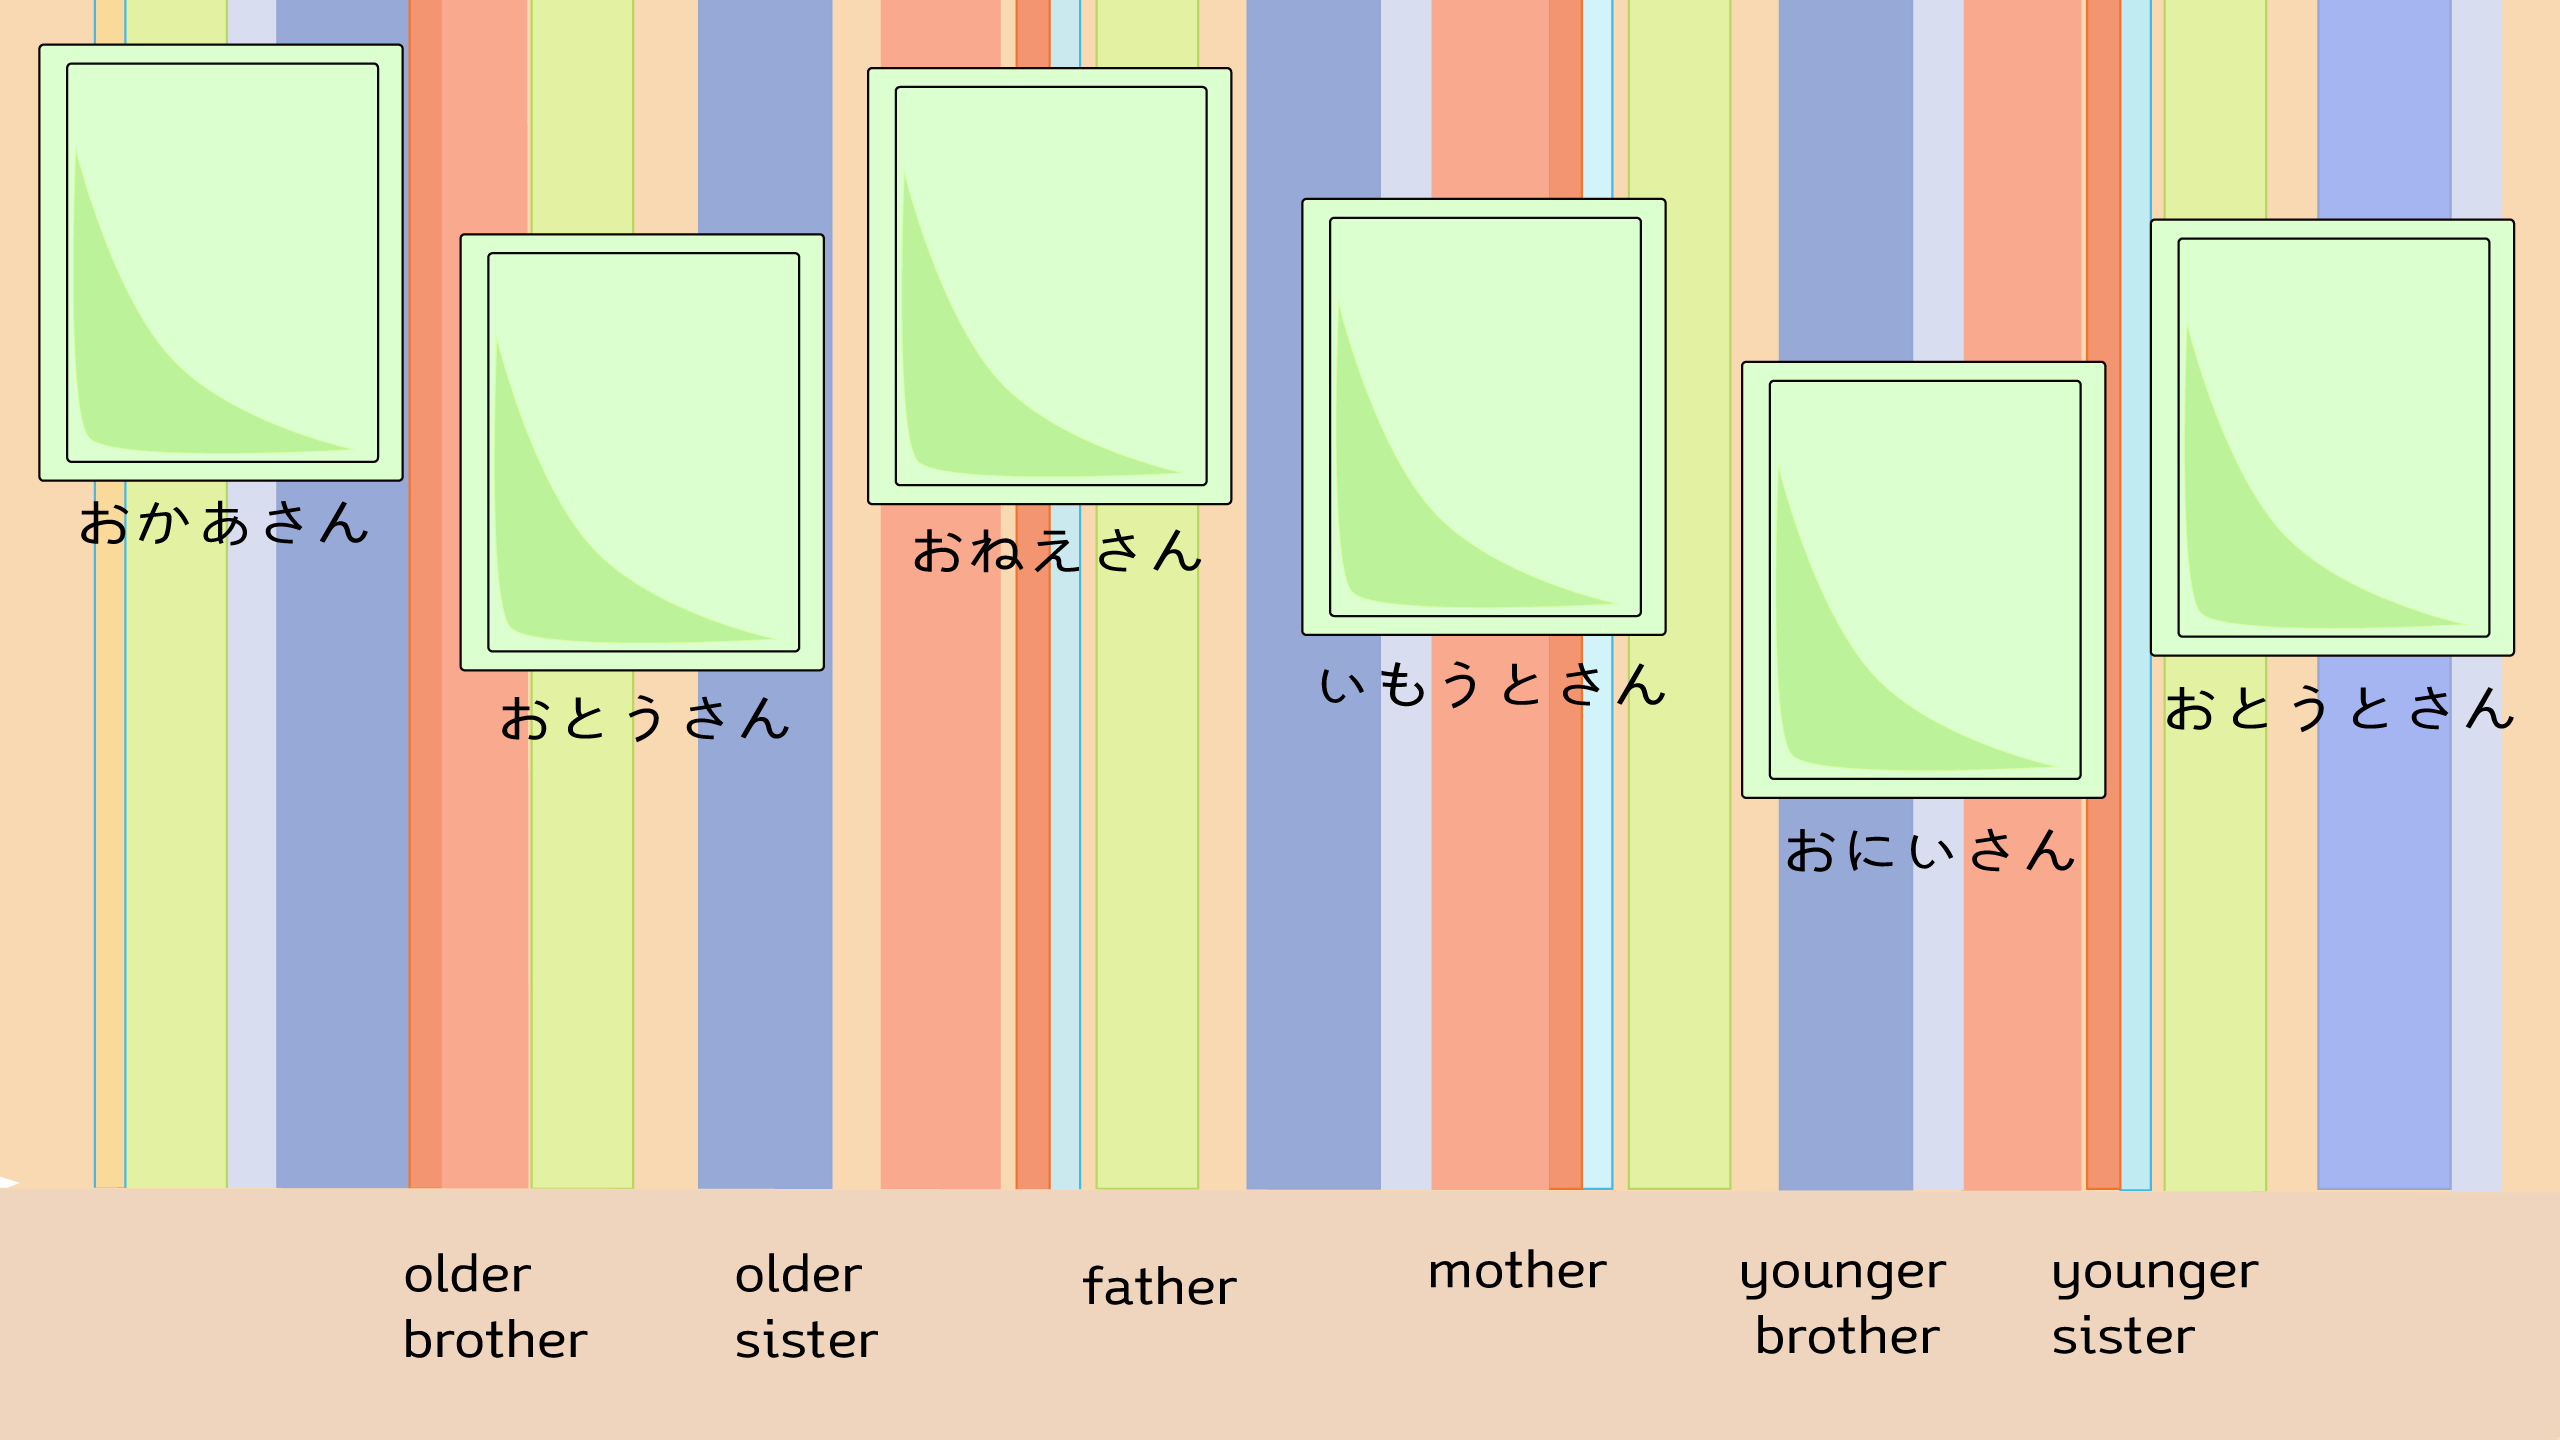 おかあさん
おとうさん
おねえさん
いもうとさん
おにいさん
おとうとさん
older
brother
older
sister
father
mother
younger
brother
younger
sister